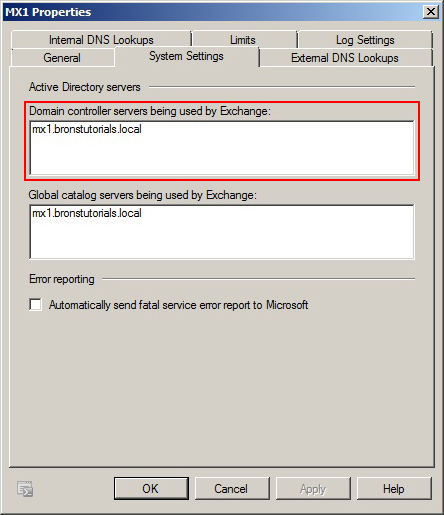 MX1 Properties
Internal DNS Lookups
Limits
Log Settings
General
System Settings
External DNS Lookups
Active Directory servers
Domain controller servers being used by Exchange:
mx1.bronstutorials.local
Global catalog servers being used by Exchange:
mx1.bronstutorials.local
Error reporting
Automatically send fatal service error report to Microsoft
OK
Cancel
Apply
Help